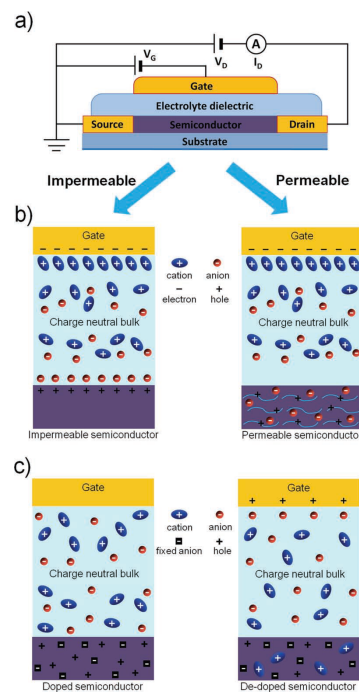 a)
V_G
V_D
A
I_D
Gate
Electrolyte dielectric
Source
Semiconductor
Drain
Substrate
Impermeable
Permeable
b)
Gate
cation
anion
electron
hole
Charge neutral bulk
Impermeable semiconductor
Gate
Charge neutral bulk
Permeable semiconducto
c)
Gate
cation
anion
fixed anion
hole
Charge neutral bulk
Doped semiconductor
Gate
Charge neutral bulk
De-doped semiconductor